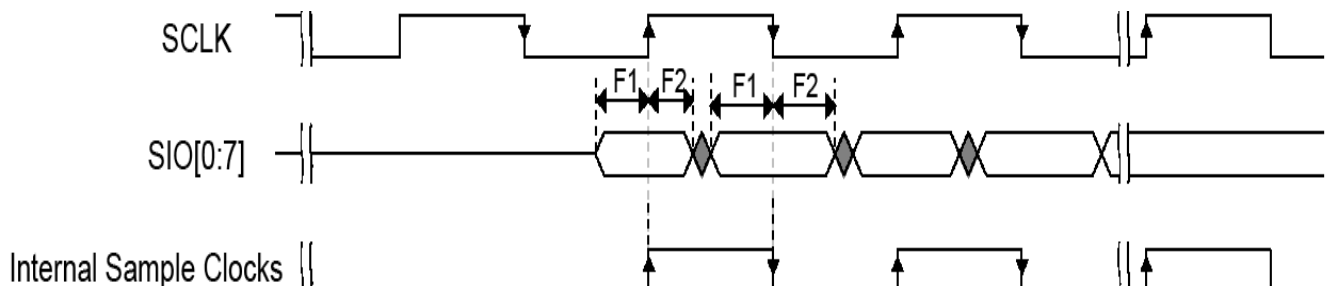 SCLK
F1 F2 F1 F2
SIO[0:7]
Internal Sample Clocks